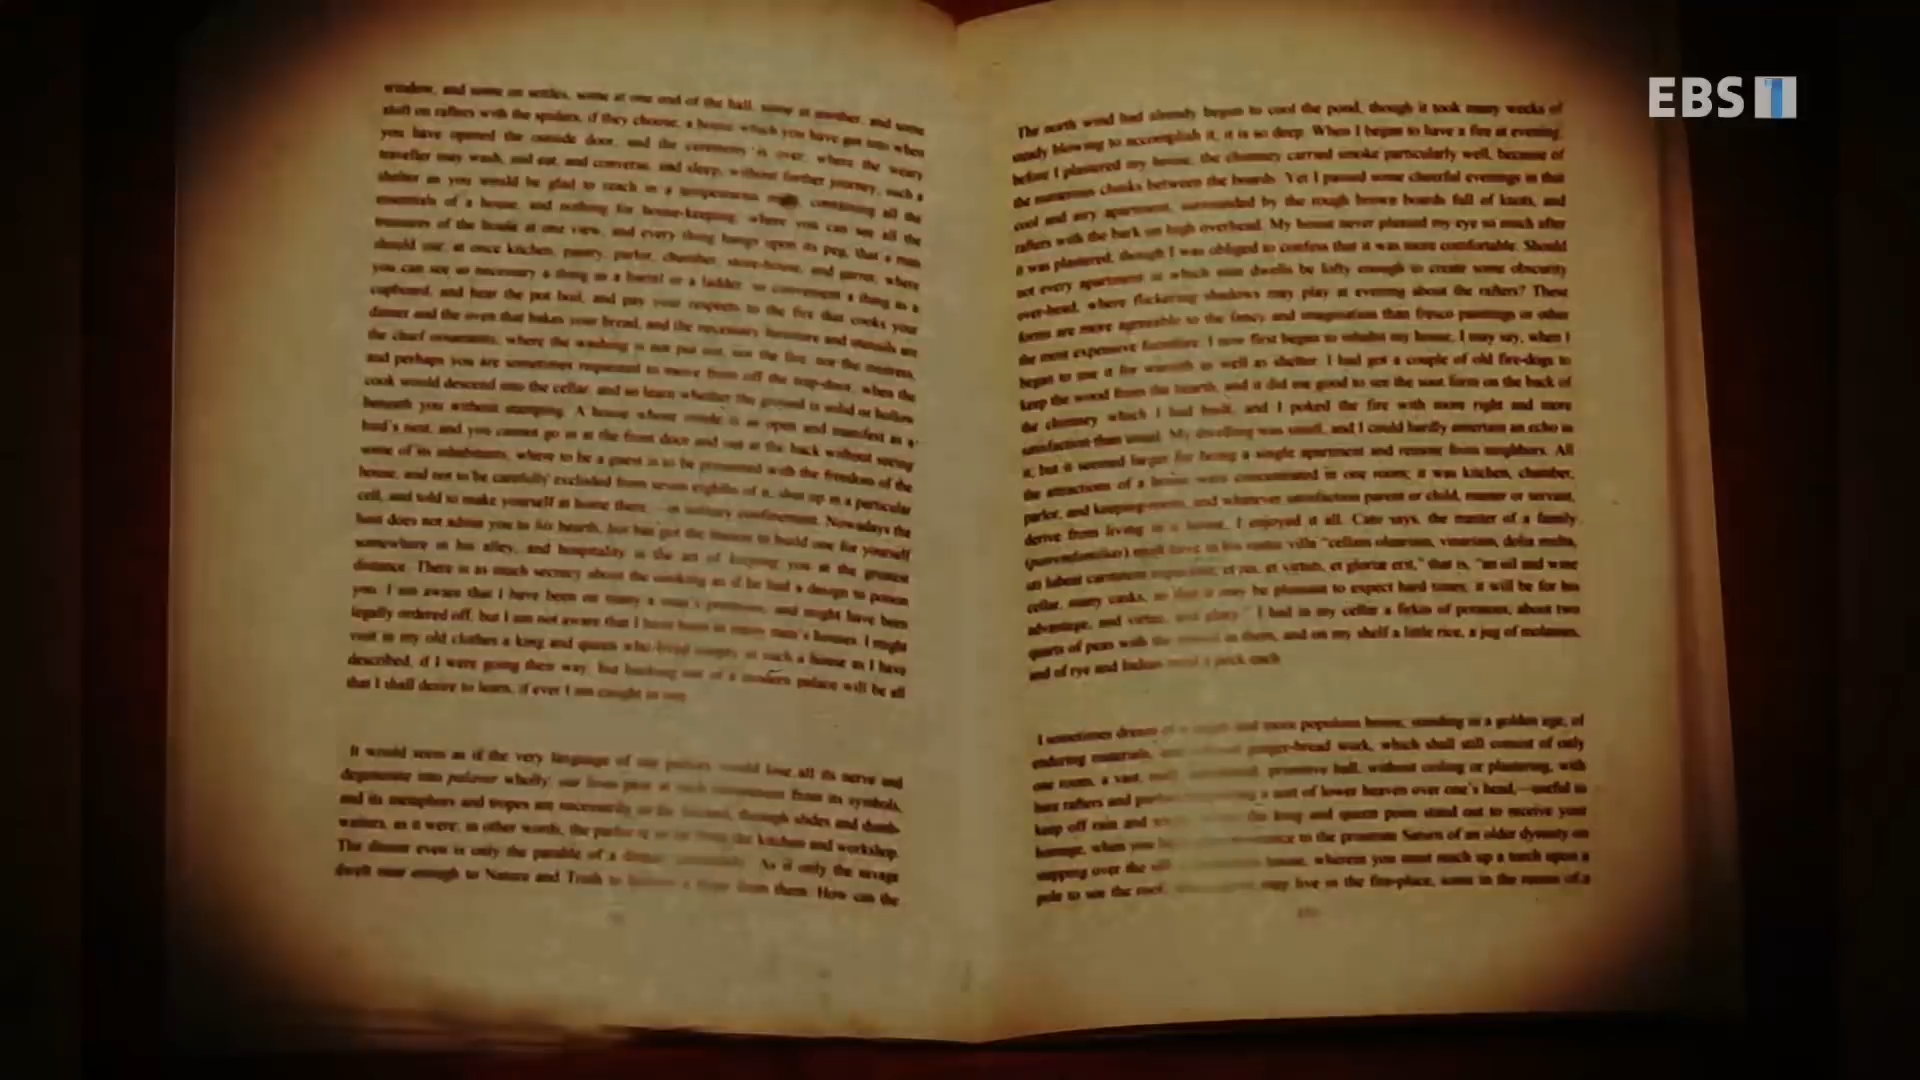 window, and some on settles, some at one end of the hall, some at another, and some
aloft on rafters with the spiders, if they choose; a house which you have got into when
you have opened the outside door, and the ceremony is over; where the weary
traveller may wash, and eat, and converse, and sleep, without further journey; such a
shelter as you would be glad to reach in a tempestuous night, containing all the
essentials of a house, and nothing for house-keeping; where you can see all the
treasures of the house at one view, and every thing hangs upon its peg, that a man
should use; at once kitchen, pantry, parlor, chamber, store-house, and garret; where
you can see so necessary a thing as a barrel or a ladder, so convenient a thing as a
cupboard, and hear the pot boil, and pay your respects to the fire that cooks your
dinner and the oven that bakes your bread, and the necessary furniture and utensils are
the chief ornaments; where the washing is not put out, nor the fire, nor the mistress,
and perhaps you are sometimes requested to move from off the trap-door, when the
cook would descend into the cellar, and so learn whether the ground is solid or hollow
beneath you without stamping. A house whose inside is as open and manifest as a
bird's nest, and you cannot go in at the front door and out at the back without seeing
some of its inhabitants; where to be a guest is to be presented with the freedom of the
house, and not to be carefully excluded from seven eighths of it, shut up in a particular
cell, and told to make yourself at home there,—in solitary confinement. Nowadays the
host does not admit you to his hearth, but has got the mason to build one for yourself
somewhere in his alley, and hospitality is the art of keeping you at the greatest
distance. There is as much secrecy about the cooking as if he had a design to poison
you. I am aware that I have been on many a man's premises, and might have been
legally ordered off, but I am not aware that I have been in many men's houses. I might
visit in my old clothes a king and queen who lived simply in such a house as I have
described, if I were going their way; but backing out of a modern palace will be all
that I shall desire to learn, if ever I am caught in one.
It would seem as if the very language of our parlors would lose all its nerve and
degenerate into palaver wholly, our lives pass at such remoteness from its symbols,
and its metaphors and tropes are necessarily so far fetched, through slides and dumb-
waiters, as it were; in other words, the parlor is so far from the kitchen and workshop.
The dinner even is only the parable of a dinner, commonly. As if only the savage
dwelt near enough to Nature and Truth to borrow a trope from them. How can the
The north wind had already begun to cool the pond, though it took many weeks of
steady blowing to accomplish it, it is so deep. When I began to have a fire at evening,
before I plastered my house, the chimney carried smoke particularly well, because of
the numerous chinks between the boards. Yet I passed some cheerful evenings in that
cool and airy apartment, surrounded by the rough brown boards full of knots, and
rafters with the bark on high overhead. My house never pleased my eye so much after
it was plastered, though I was obliged to confess that it was more comfortable. Should
not every apartment in which man dwells be lofty enough to create some obscurity
over-head, where flickering shadows may play at evening about the rafters? These
forms are more agreeable to the fancy and imagination than fresco paintings or other
the most expensive furniture. I now first began to inhabit my house, I may say, when I
began to use it for warmth as well as shelter. I had got a couple of old fire-dogs to
keep the wood from the hearth, and it did me good to see the soot form on the back of
the chimney which I had built, and I poked the fire with more right and more
satisfaction than usual. My dwelling was small, and I could hardly entertain an echo in
it; but it seemed larger for being a single apartment and remote from neighbors. All
the attractions of a house were concentrated in one room; it was kitchen, chamber,
parlor, and keeping-room; and whatever satisfaction parent or child, master or servant,
derive from living in a house, I enjoyed it all. Cato says, the master of a family
(patremfamilias) must have in his rustic villa "cellam oleariam, vinariam, dolia multa,
uti lubeat caritatem expectare, et rei, et virtuti, et gloriæ erit," that is, "an oil and wine
cellar, many casks, so that it may be pleasant to expect hard times; it will be for his
advantage, and virtue, and glory." I had in my cellar a firkin of potatoes, about two
quarts of peas with the weevil in them, and on my shelf a little rice, a jug of molasses,
and of rye and Indian meal a peck each.
I sometimes dream of a larger and more populous house, standing in a golden age, of
enduring materials, and without ginger-bread work, which shall still consist of only
one room, a vast, primitive hall, without ceiling or plastering, with
bare rafters and a sort of lower heaven over one's head,—useful to
keep off rain and the king and queen posts stand out to receive your
homage, when you to the prostrate Saturn of an older dynasty on
stepping over the sill house, wherein you must reach up a torch upon a
pole to see the roof; may live in the fire-place, some in the recess of a
EBS 1